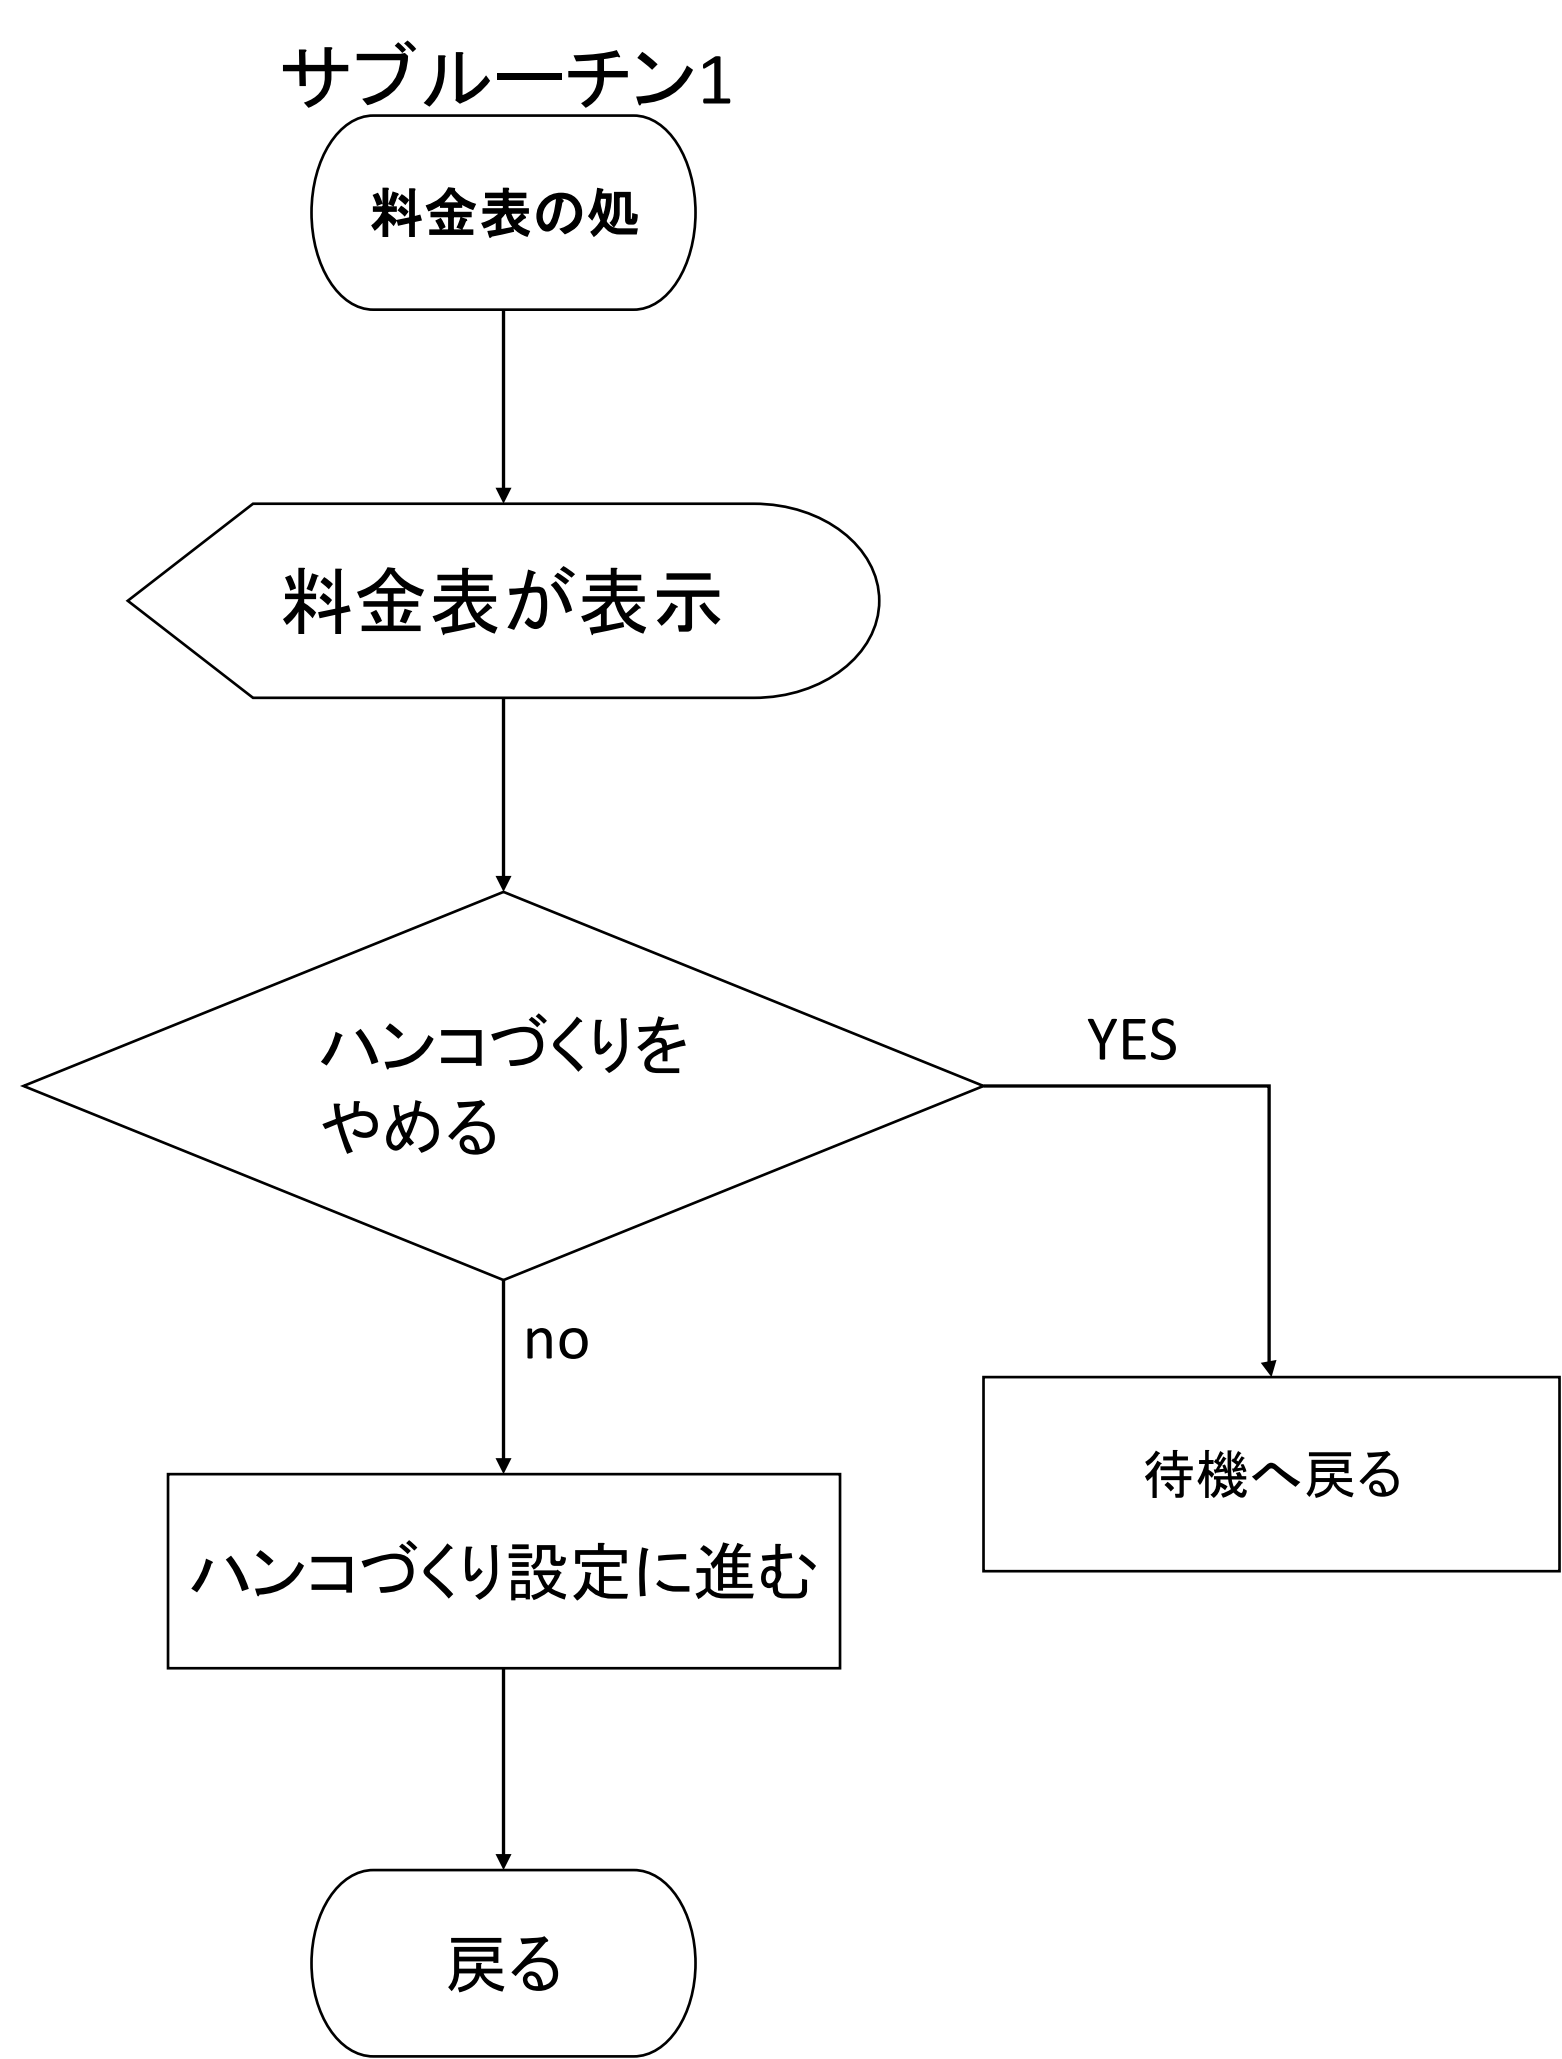 サブルーチン1
料金表の処
料金表が表示
ハンコづくりを
やめる
YES
no
待機へ戻る
ハンコづくり設定に進む
戻る